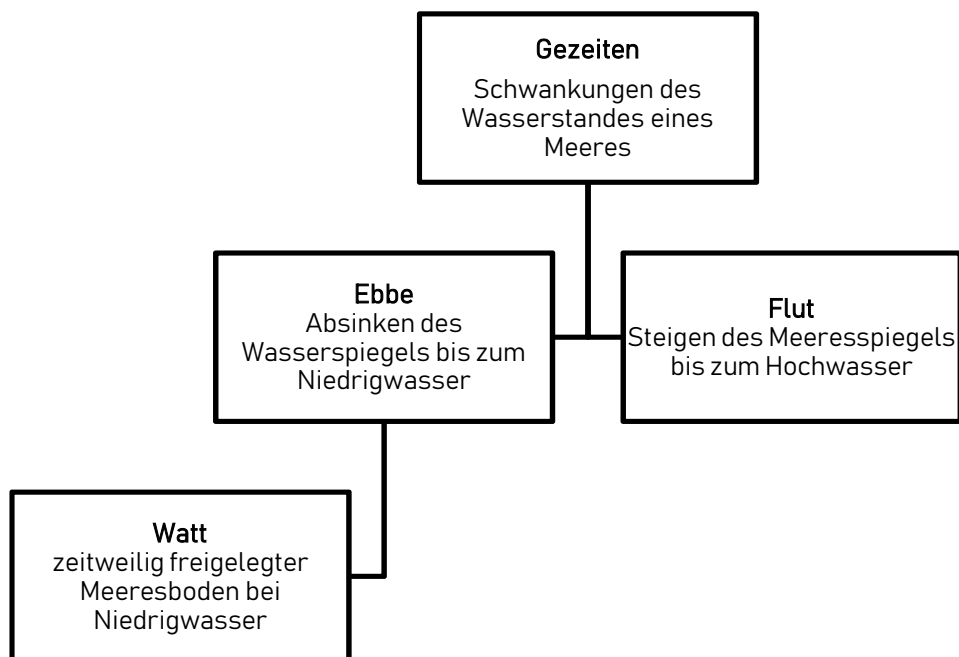 Gezeiten
Schwankungen des
Wasserstandes eines
Meeres
Ebbe
Absinken des
Wasserspiegels bis zum
Niedrigwasser
Flut
Steigen des Meeresspiegels
bis zum Hochwasser
Watt
zeitweilig freigelegter
Meeresboden bei
Niedrigwasser